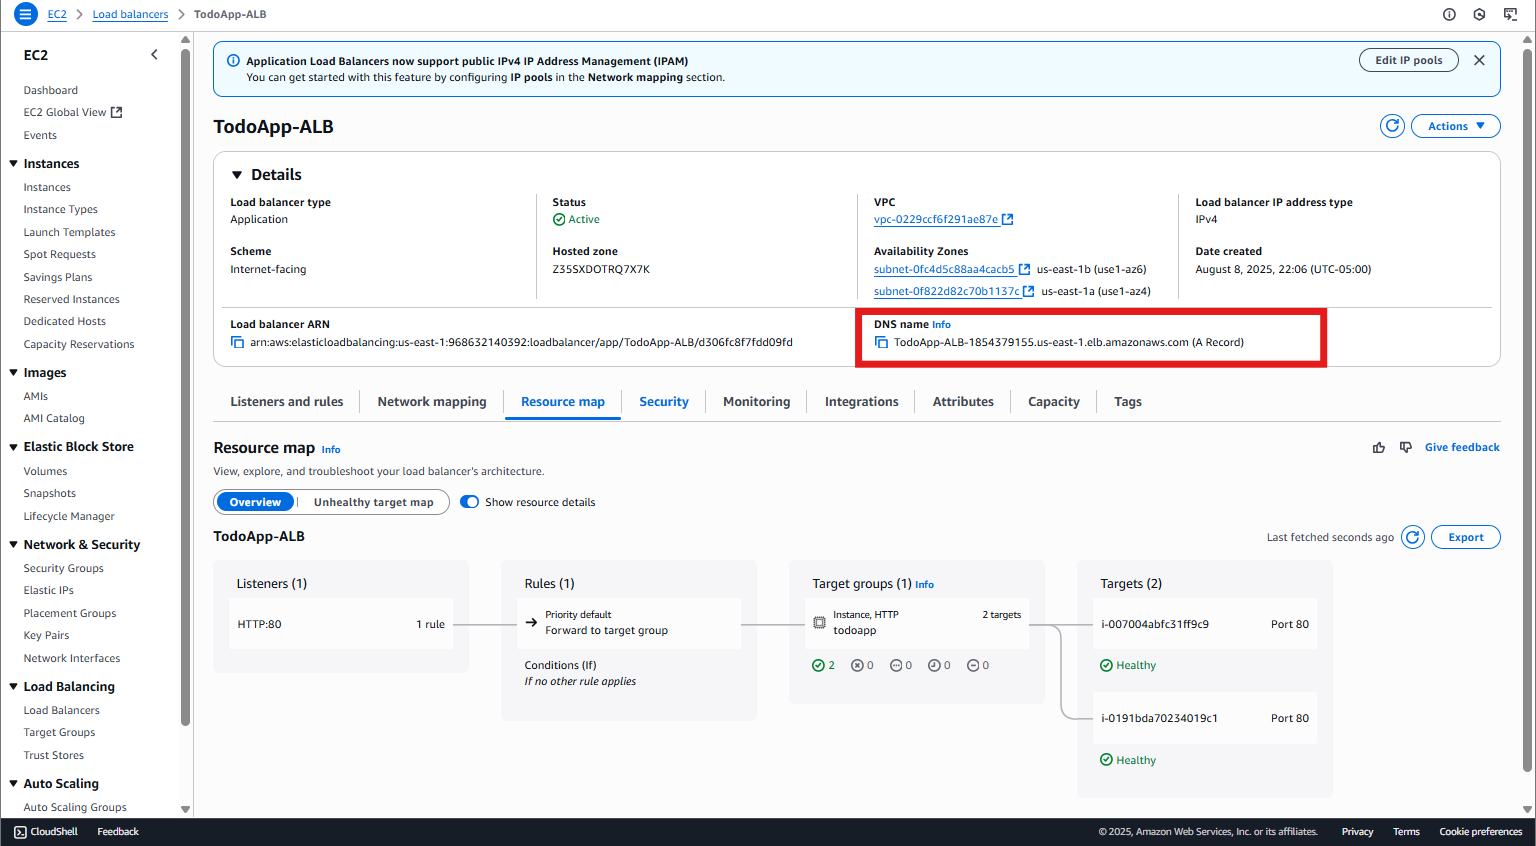 EC2 > Load balancers > TodoApp-ALB
EC2
Dashboard
EC2 Global View
Events
Instances
Instances
Instance Types
Launch Templates
Spot Requests
Savings Plans
Reserved Instances
Dedicated Hosts
Capacity Reservations
Images
AMIs
AMI Catalog
Elastic Block Store
Volumes
Snapshots
Lifecycle Manager
Network & Security
Security Groups
Elastic IPs
Placement Groups
Key Pairs
Network Interfaces
Load Balancing
Load Balancers
Target Groups
Trust Stores
Auto Scaling
Auto Scaling Groups
Application Load Balancers now support public IPv4 IP Address Management (IPAM)
You can get started with this feature by configuring IP pools in the Network mapping section.
Edit IP pools
TodoApp-ALB
Actions
Details
Load balancer type
Application
Status
Active
VPC
vpc-0229ccf6f291ae87e
Load balancer IP address type
IPv4
Scheme
Internet-facing
Hosted zone
Z35SXDOTRQ7X7K
Availability Zones
subnet-0fc4d5c88aa4cacb5 us-east-1b (use1-az6)
subnet-0f822d82c70b1137c us-east-1a (use1-az4)
Date created
August 8, 2025, 22:06 (UTC-05:00)
Load balancer ARN
arn:aws:elasticloadbalancing:us-east-1:968632140392:loadbalancer/app/TodoApp-ALB/d306fc8f7fdd09fd
DNS name Info
TodoApp-ALB-1854379155.us-east-1.elb.amazonaws.com (A Record)
Listeners and rules
Network mapping
Resource map
Security
Monitoring
Integrations
Attributes
Capacity
Tags
Resource map Info
Give feedback
View, explore, and troubleshoot your load balancer's architecture.
Overview
Unhealthy target map
Show resource details
TodoApp-ALB
Last fetched seconds ago
Export
Listeners (1)
HTTP:80 1 rule
Rules (1)
Priority default
Forward to target group
Conditions (If)
If no other rule applies
Target groups (1) Info
Instance, HTTP 2 targets
todoapp
2 0 0 0 0
Targets (2)
i-007004abfc31ff9c9 Port 80
Healthy
i-0191bda70234019c1 Port 80
Healthy
CloudShell Feedback
© 2025, Amazon Web Services, Inc. or its affiliates. Privacy Terms Cookie preferences